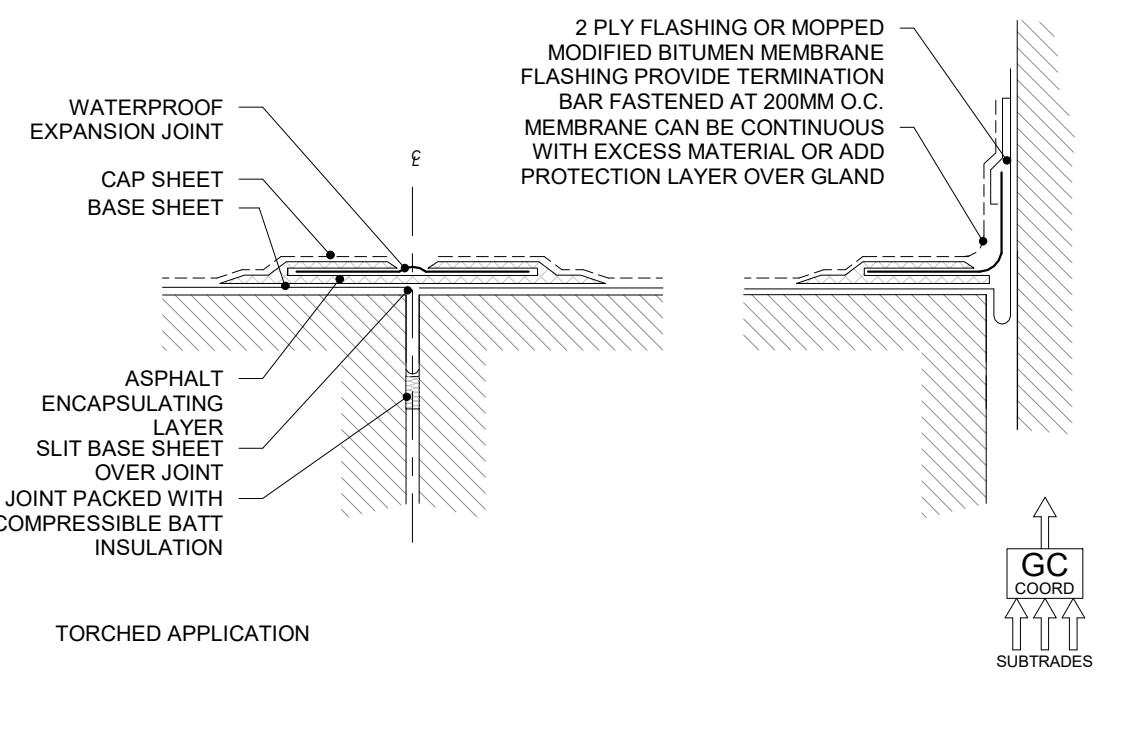 2 PLY FLASHING OR MOPPED
MODIFIED BITUMEN MEMBRANE
FLASHING PROVIDE TERMINATION
BAR FASTENED AT 200MM O.C.
MEMBRANE CAN BE CONTINUOUS
WITH EXCESS MATERIAL OR ADD
PROTECTION LAYER OVER GLAND
WATERPROOF
EXPANSION JOINT
℄
CAP SHEET
BASE SHEET
ASPHALT
ENCAPSULATING
LAYER
SLIT BASE SHEET
OVER JOINT
JOINT PACKED WITH
COMPRESSIBLE BATT
INSULATION
GC
COORD
SUBTRADES
TORCHED APPLICATION